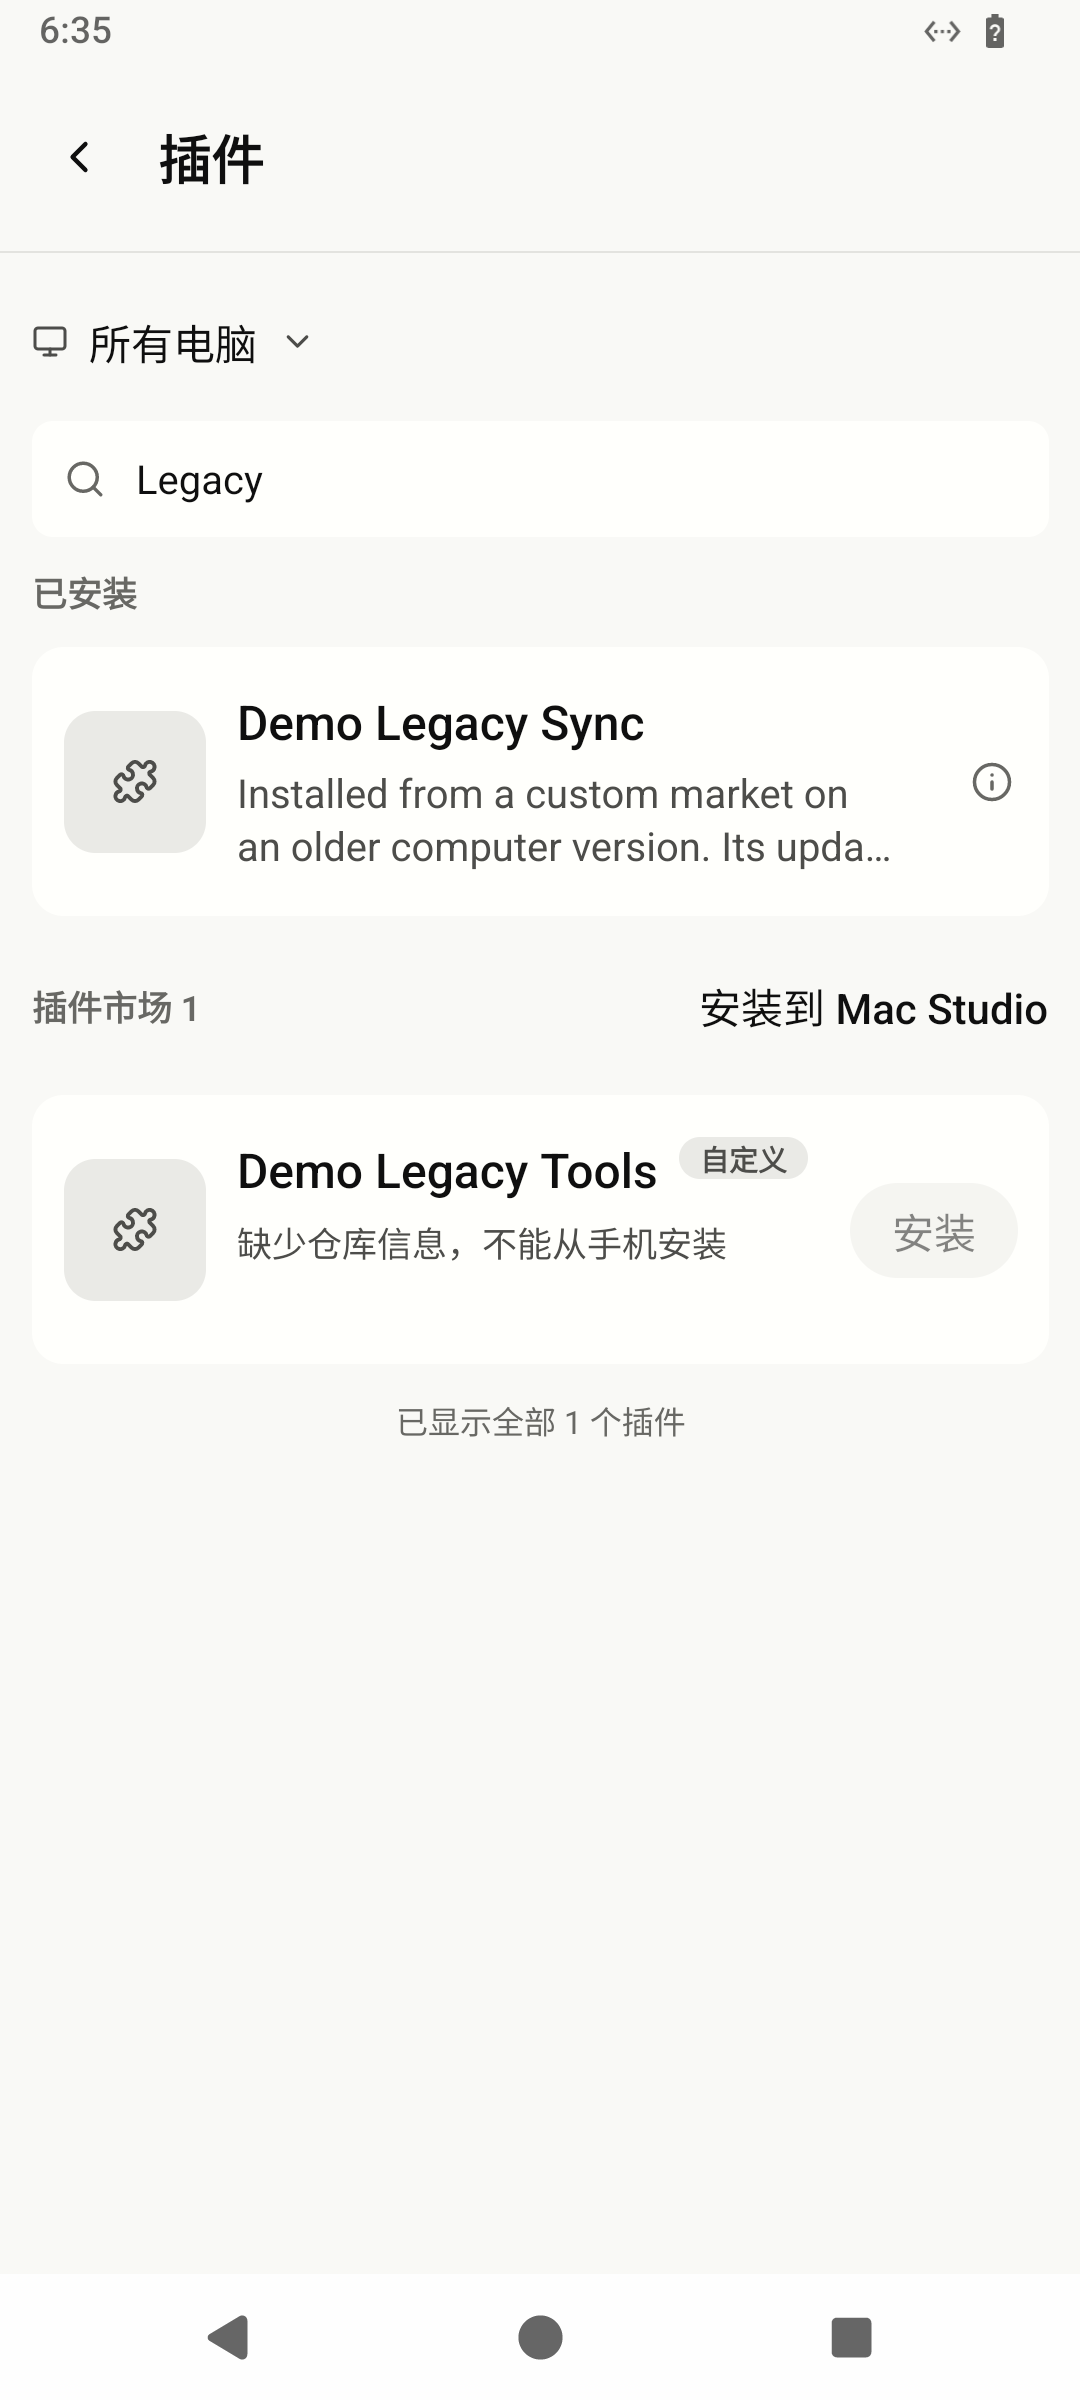 6:35
插件
所有电脑
Legacy
已安装
Demo Legacy Sync
Installed from a custom market on
an older computer version. Its upda…
插件市场 1
安装到 Mac Studio
Demo Legacy Tools
自定义
缺少仓库信息，不能从手机安装
安装
已显示全部 1 个插件